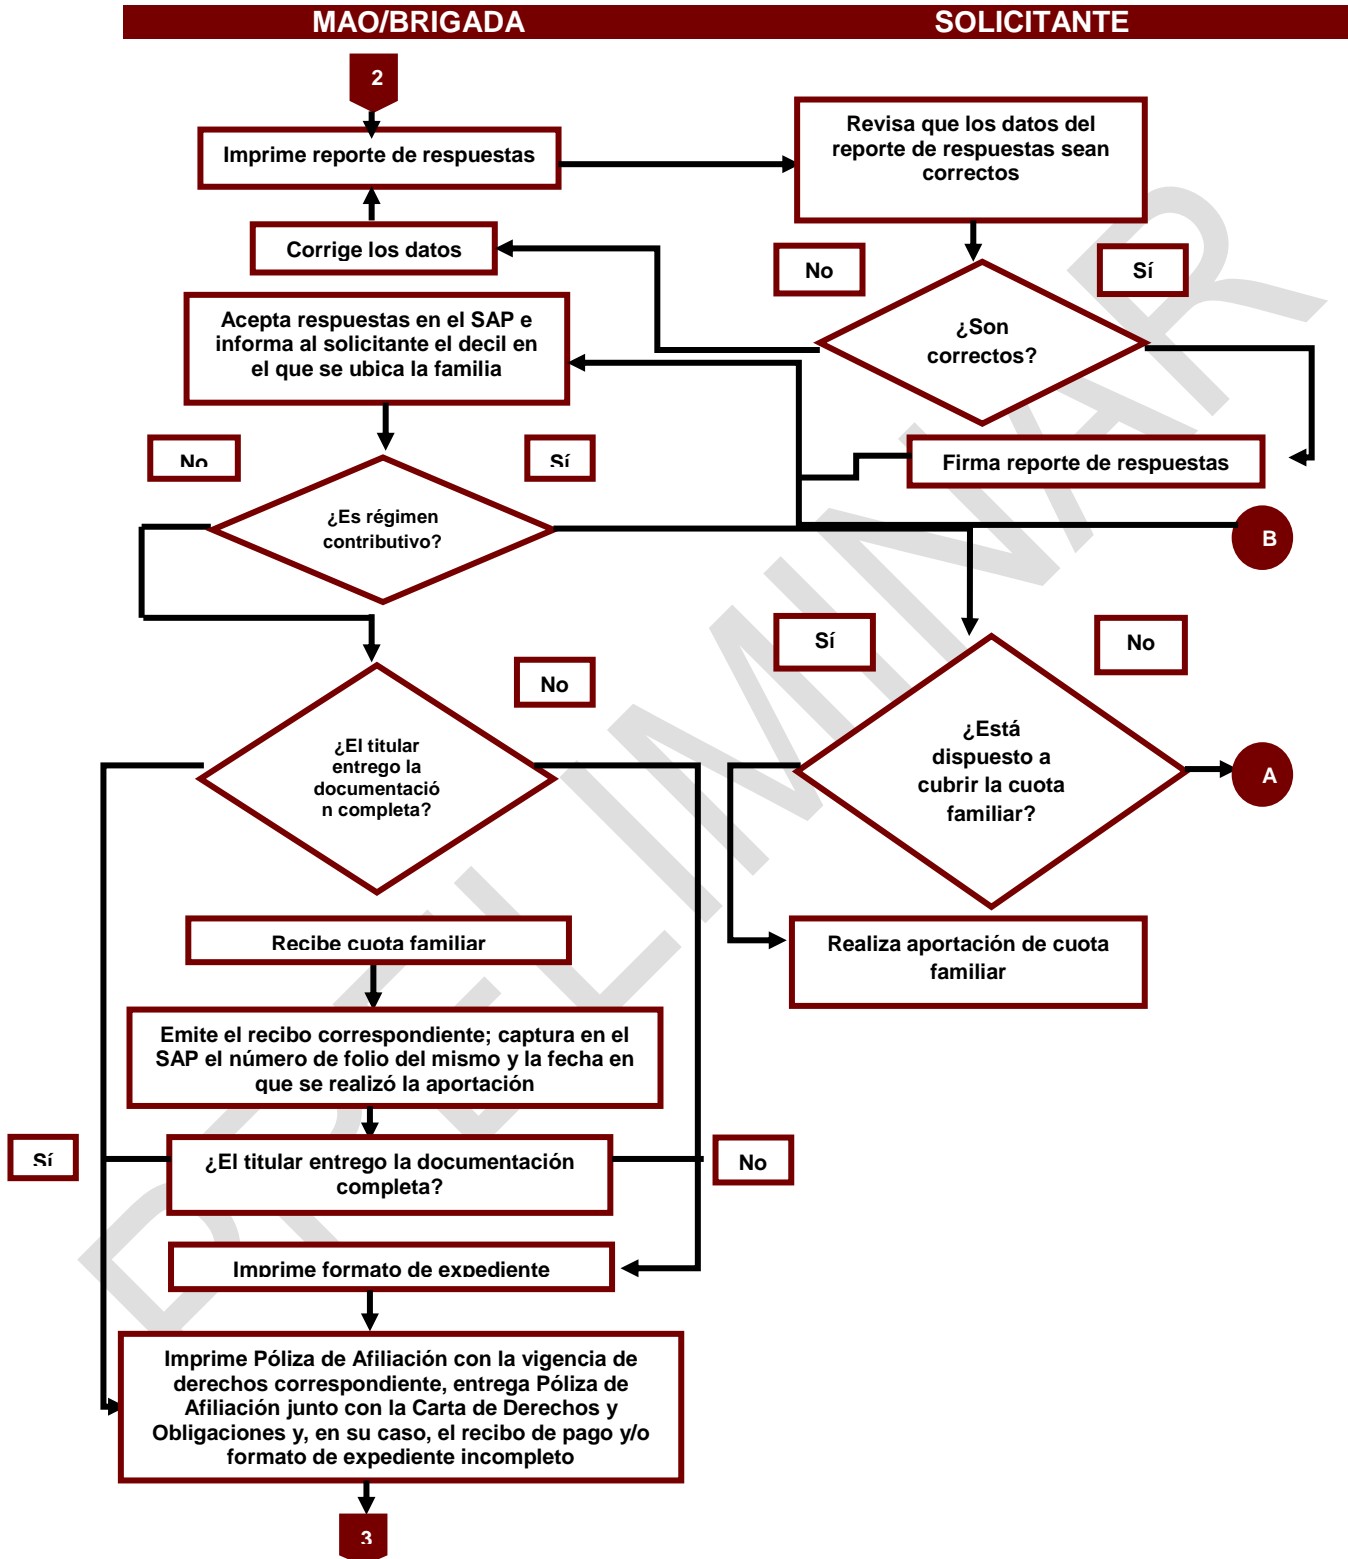 MAO/BRIGADA
SOLICITANTE
2
Imprime reporte de respuestas
Revisa que los datos del
reporte de respuestas sean
correctos
Corrige los datos
No
Sí
Acepta respuestas en el SAP e
informa al solicitante el decil en
el que se ubica la familia
¿Son
correctos?
No
Sí
Firma reporte de respuestas
¿Es régimen
contributivo?
B
Sí
No
No
¿El titular
entrego la
documentació
n completa?
¿Está
dispuesto a
cubrir la cuota
familiar?
A
Recibe cuota familiar
Realiza aportación de cuota
familiar
Emite el recibo correspondiente; captura en el
SAP el número de folio del mismo y la fecha en
que se realizó la aportación
Sí
¿El titular entrego la documentación
completa?
No
Imprime formato de expediente
Imprime Póliza de Afiliación con la vigencia de
derechos correspondiente, entrega Póliza de
Afiliación junto con la Carta de Derechos y
Obligaciones y, en su caso, el recibo de pago y/o
formato de expediente incompleto
3
PRELIMINAR